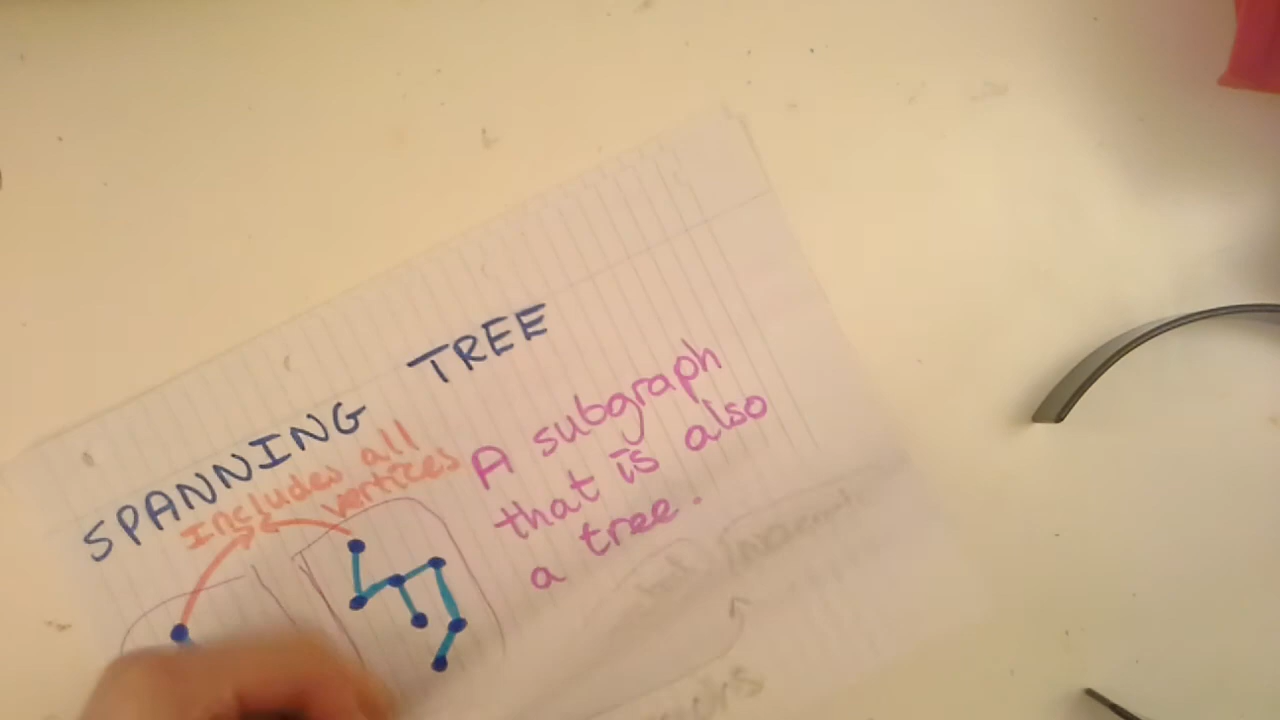 SPANNING TREE
Includes all
vertices
A subgraph
that is also
a tree.